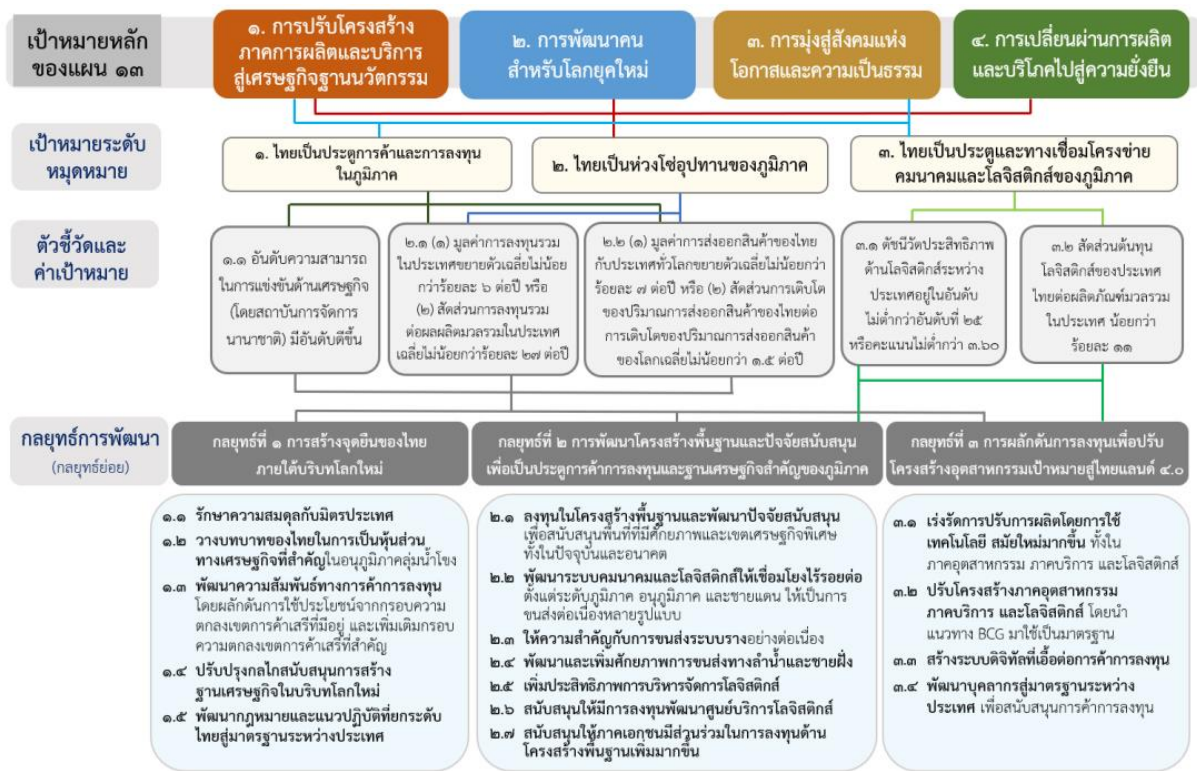 เป้าหมายหลัก
ของแผน ๑๓
๑. การปรับโครงสร้าง
ภาคการผลิตและบริการ
สู่เศรษฐกิจฐานนวัตกรรม
๒. การพัฒนาคน
สำหรับโลกยุคใหม่
๓. การมุ่งสู่สังคมแห่ง
โอกาสและความเป็นธรรม
๔. การเปลี่ยนผ่านการผลิต
และบริโภคไปสู่ความยั่งยืน
เป้าหมายระดับ
หมุดหมาย
๑. ไทยเป็นประตูการค้าและการลงทุน
ในภูมิภาค
๒. ไทยเป็นห่วงโซ่อุปทานของภูมิภาค
๓. ไทยเป็นประตูและทางเชื่อมโครงข่าย
คมนาคมและโลจิสติกส์ของภูมิภาค
ตัวชี้วัดและ
ค่าเป้าหมาย
๑.๑ อันดับความสามารถ
ในการแข่งขันด้านเศรษฐกิจ
(โดยสถาบันการจัดการ
นานาชาติ) มีอันดับดีขึ้น
๒.๑ (๑) มูลค่าการลงทุนรวม
ในประเทศขยายตัวเฉลี่ยไม่น้อย
กว่าร้อยละ ๖ ต่อปี หรือ
(๒) สัดส่วนการลงทุนรวม
ต่อผลผลิตมวลรวมในประเทศ
เฉลี่ยไม่น้อยกว่าร้อยละ ๒๗ ต่อปี
๒.๒ (๑) มูลค่าการส่งออกสินค้าของไทย
กับประเทศทั่วโลกขยายตัวเฉลี่ยไม่น้อยกว่า
ร้อยละ ๗ ต่อปี หรือ (๒) สัดส่วนการเติบโต
ของปริมาณการส่งออกสินค้าของไทยต่อ
การเติบโตของปริมาณการส่งออกสินค้า
ของโลกเฉลี่ยไม่น้อยกว่า ๑.๕ ต่อปี
๓.๑ ดัชนีวัดประสิทธิภาพ
ด้านโลจิสติกส์ระหว่าง
ประเทศอยู่ในอันดับ
ไม่ต่ำกว่าอันดับที่ ๒๕
หรือคะแนนไม่ต่ำกว่า ๓.๖๐
๓.๒ สัดส่วนต้นทุน
โลจิสติกส์ของประเทศ
ไทยต่อผลิตภัณฑ์มวลรวม
ในประเทศ น้อยกว่า
ร้อยละ ๑๑
กลยุทธ์การพัฒนา
(กลยุทธ์ย่อย)
กลยุทธ์ที่ ๑ การสร้างจุดยืนของไทย
ภายใต้บริบทโลกใหม่
กลยุทธ์ที่ ๒ การพัฒนาโครงสร้างพื้นฐานและปัจจัยสนับสนุน
เพื่อเป็นประตูการค้าการลงทุนและฐานเศรษฐกิจสำคัญของภูมิภาค
กลยุทธ์ที่ ๓ การผลักดันการลงทุนเพื่อปรับ
โครงสร้างอุตสาหกรรมเป้าหมายสู่ไทยแลนด์ ๔.๐
๑.๑ รักษาความสมดุลกับมิตรประเทศ
๑.๒ วางบทบาทของไทยในการเป็นหุ้นส่วน
ทางเศรษฐกิจที่สำคัญในอนุภูมิภาคลุ่มน้ำโขง
๑.๓ พัฒนาความสัมพันธ์ทางการค้าการลงทุน
โดยผลักดันการใช้ประโยชน์จากกรอบความ
ตกลงเขตการค้าเสรีที่มีอยู่ และเพิ่มเติมกรอบ
ความตกลงเขตการค้าเสรีที่สำคัญ
๑.๔ ปรับปรุงกลไกสนับสนุนการสร้าง
ฐานเศรษฐกิจในบริบทโลกใหม่
๑.๕ พัฒนากฎหมายและแนวปฏิบัติที่ยกระดับ
ไทยสู่มาตรฐานระหว่างประเทศ
๒.๑ ลงทุนในโครงสร้างพื้นฐานและพัฒนาปัจจัยสนับสนุน
เพื่อสนับสนุนพื้นที่ที่มีศักยภาพและเขตเศรษฐกิจพิเศษ
ทั้งในปัจจุบันและอนาคต
๒.๒ พัฒนาระบบคมนาคมและโลจิสติกส์ให้เชื่อมโยงไร้รอยต่อ
ตั้งแต่ระดับภูมิภาค อนุภูมิภาค และชายแดน ให้เป็นการ
ขนส่งต่อเนื่องหลายรูปแบบ
๒.๓ ให้ความสำคัญกับการขนส่งระบบรางอย่างต่อเนื่อง
๒.๔ พัฒนาและเพิ่มศักยภาพการขนส่งทางลำน้ำและชายฝั่ง
๒.๕ เพิ่มประสิทธิภาพการบริหารจัดการโลจิสติกส์
๒.๖ สนับสนุนให้มีการลงทุนพัฒนาศูนย์บริการโลจิสติกส์
๒.๗ สนับสนุนให้ภาคเอกชนมีส่วนร่วมในการลงทุนด้าน
โครงสร้างพื้นฐานเพิ่มมากขึ้น
๓.๑ เร่งรัดการปรับการผลิตโดยการใช้
เทคโนโลยี สมัยใหม่มากขึ้น ทั้งใน
ภาคอุตสาหกรรม ภาคบริการ และโลจิสติกส์
๓.๒ ปรับโครงสร้างภาคอุตสาหกรรม
ภาคบริการ และโลจิสติกส์ โดยนำ
แนวทาง BCG มาใช้เป็นมาตรฐาน
๓.๓ สร้างระบบดิจิทัลที่เอื้อต่อการค้าการลงทุน
๓.๔ พัฒนาบุคลากรสู่มาตรฐานระหว่าง
ประเทศ เพื่อสนับสนุนการค้าการลงทุน